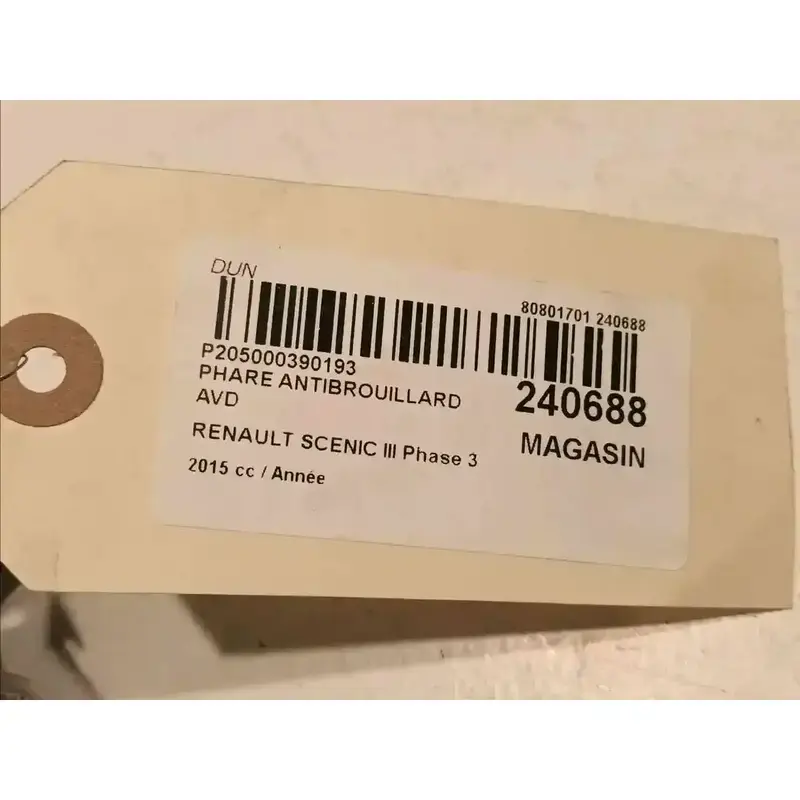 DUN
80801701 240688
P205000390193
PHARE ANTIBROUILLARD
AVD
240688
RENAULT SCENIC III Phase 3
MAGASIN
2015 cc / Année